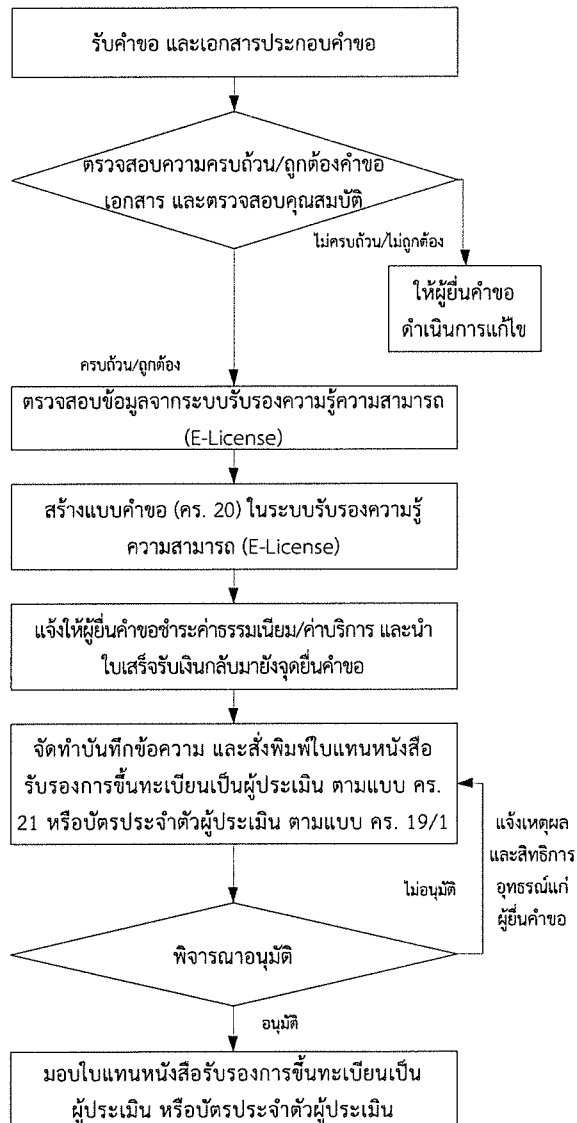 รับคำขอ และเอกสารประกอบคำขอ
ตรวจสอบความครบถ้วน/ถูกต้องคำขอ
เอกสาร และตรวจสอบคุณสมบัติ
ไม่ครบถ้วน/ไม่ถูกต้อง
ให้ผู้ยื่นคำขอ
ดำเนินการแก้ไข
ครบถ้วน/ถูกต้อง
ตรวจสอบข้อมูลจากระบบรับรองความรู้ความสามารถ
(E-License)
สร้างแบบคำขอ (คร. 20) ในระบบรับรองความรู้
ความสามารถ (E-License)
แจ้งให้ผู้ยื่นคำขอชำระค่าธรรมเนียม/ค่าบริการ และนำ
ใบเสร็จรับเงินกลับมายังจุดยื่นคำขอ
จัดทำบันทึกข้อความ และสั่งพิมพ์ใบแทนหนังสือ
รับรองการขึ้นทะเบียนเป็นผู้ประเมิน ตามแบบ คร.
21 หรือบัตรประจำตัวผู้ประเมิน ตามแบบ คร. 19/1
แจ้งเหตุผล
และสิทธิการ
อุทธรณ์แก่
ผู้ยื่นคำขอ
ไม่อนุมัติ
พิจารณาอนุมัติ
อนุมัติ
มอบใบแทนหนังสือรับรองการขึ้นทะเบียนเป็น
ผู้ประเมิน หรือบัตรประจำตัวผู้ประเมิน